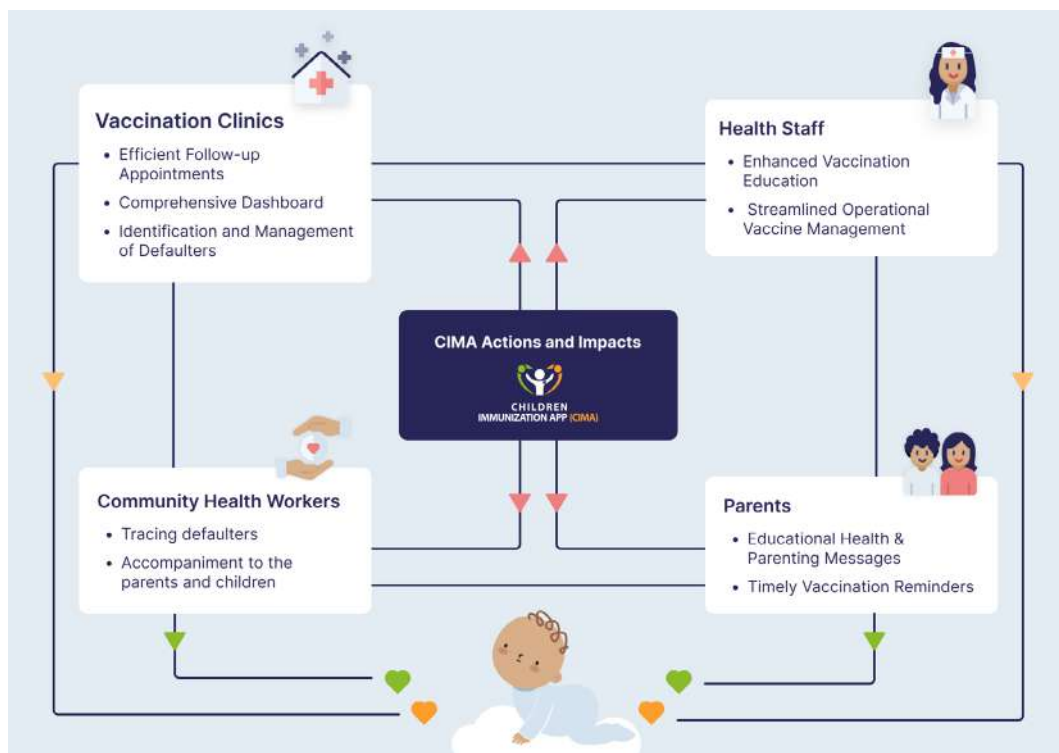 Vaccination Clinics
• Efficient Follow-up
Appointments
• Comprehensive Dashboard
• Identification and Management
of Defaulters
Health Staff
• Enhanced Vaccination
Education
• Streamlined Operational
Vaccine Management
CIMA Actions and Impacts
CHILDREN
IMMUNIZATION APP (CIMA)
Community Health Workers
• Tracing defaulters
• Accompaniment to the
parents and children
Parents
• Educational Health &
Parenting Messages
• Timely Vaccination Reminders